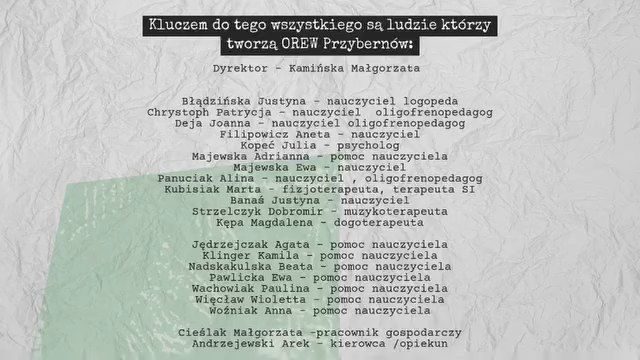 Kluczem do tego wszystkiego są ludzie którzy
tworzą OREW Przybernów:
Dyrektor - Kamińska Małgorzata
Błądzińska Justyna - nauczyciel logopeda
Chrystoph Patrycja - nauczyciel  oligofrenopedagog
Deja Joanna - nauczyciel oligofrenopedagog
Filipowicz Aneta - nauczyciel
Kopeć Julia - psycholog
Majewska Adrianna - pomoc nauczyciela
Majewska Ewa - nauczyciel
Panuciak Alina - nauczyciel , oligofrenopedagog
Kubisiak Marta - fizjoterapeuta, terapeuta SI
Banaś Justyna - nauczyciel
Strzelczyk Dobromir - muzykoterapeuta
Kępa Magdalena - dogoterapeuta
Jędrzejczak Agata - pomoc nauczyciela
Klinger Kamila - pomoc nauczyciela
Nadskakulska Beata - pomoc nauczyciela
Pawlicka Ewa - pomoc nauczyciela
Wachowiak Paulina - pomoc nauczyciela
Więcław Wioletta - pomoc nauczyciela
Woźniak Anna - pomoc nauczyciela
Cieślak Małgorzata -pracownik gospodarczy
Andrzejewski Arek - kierowca /opiekun